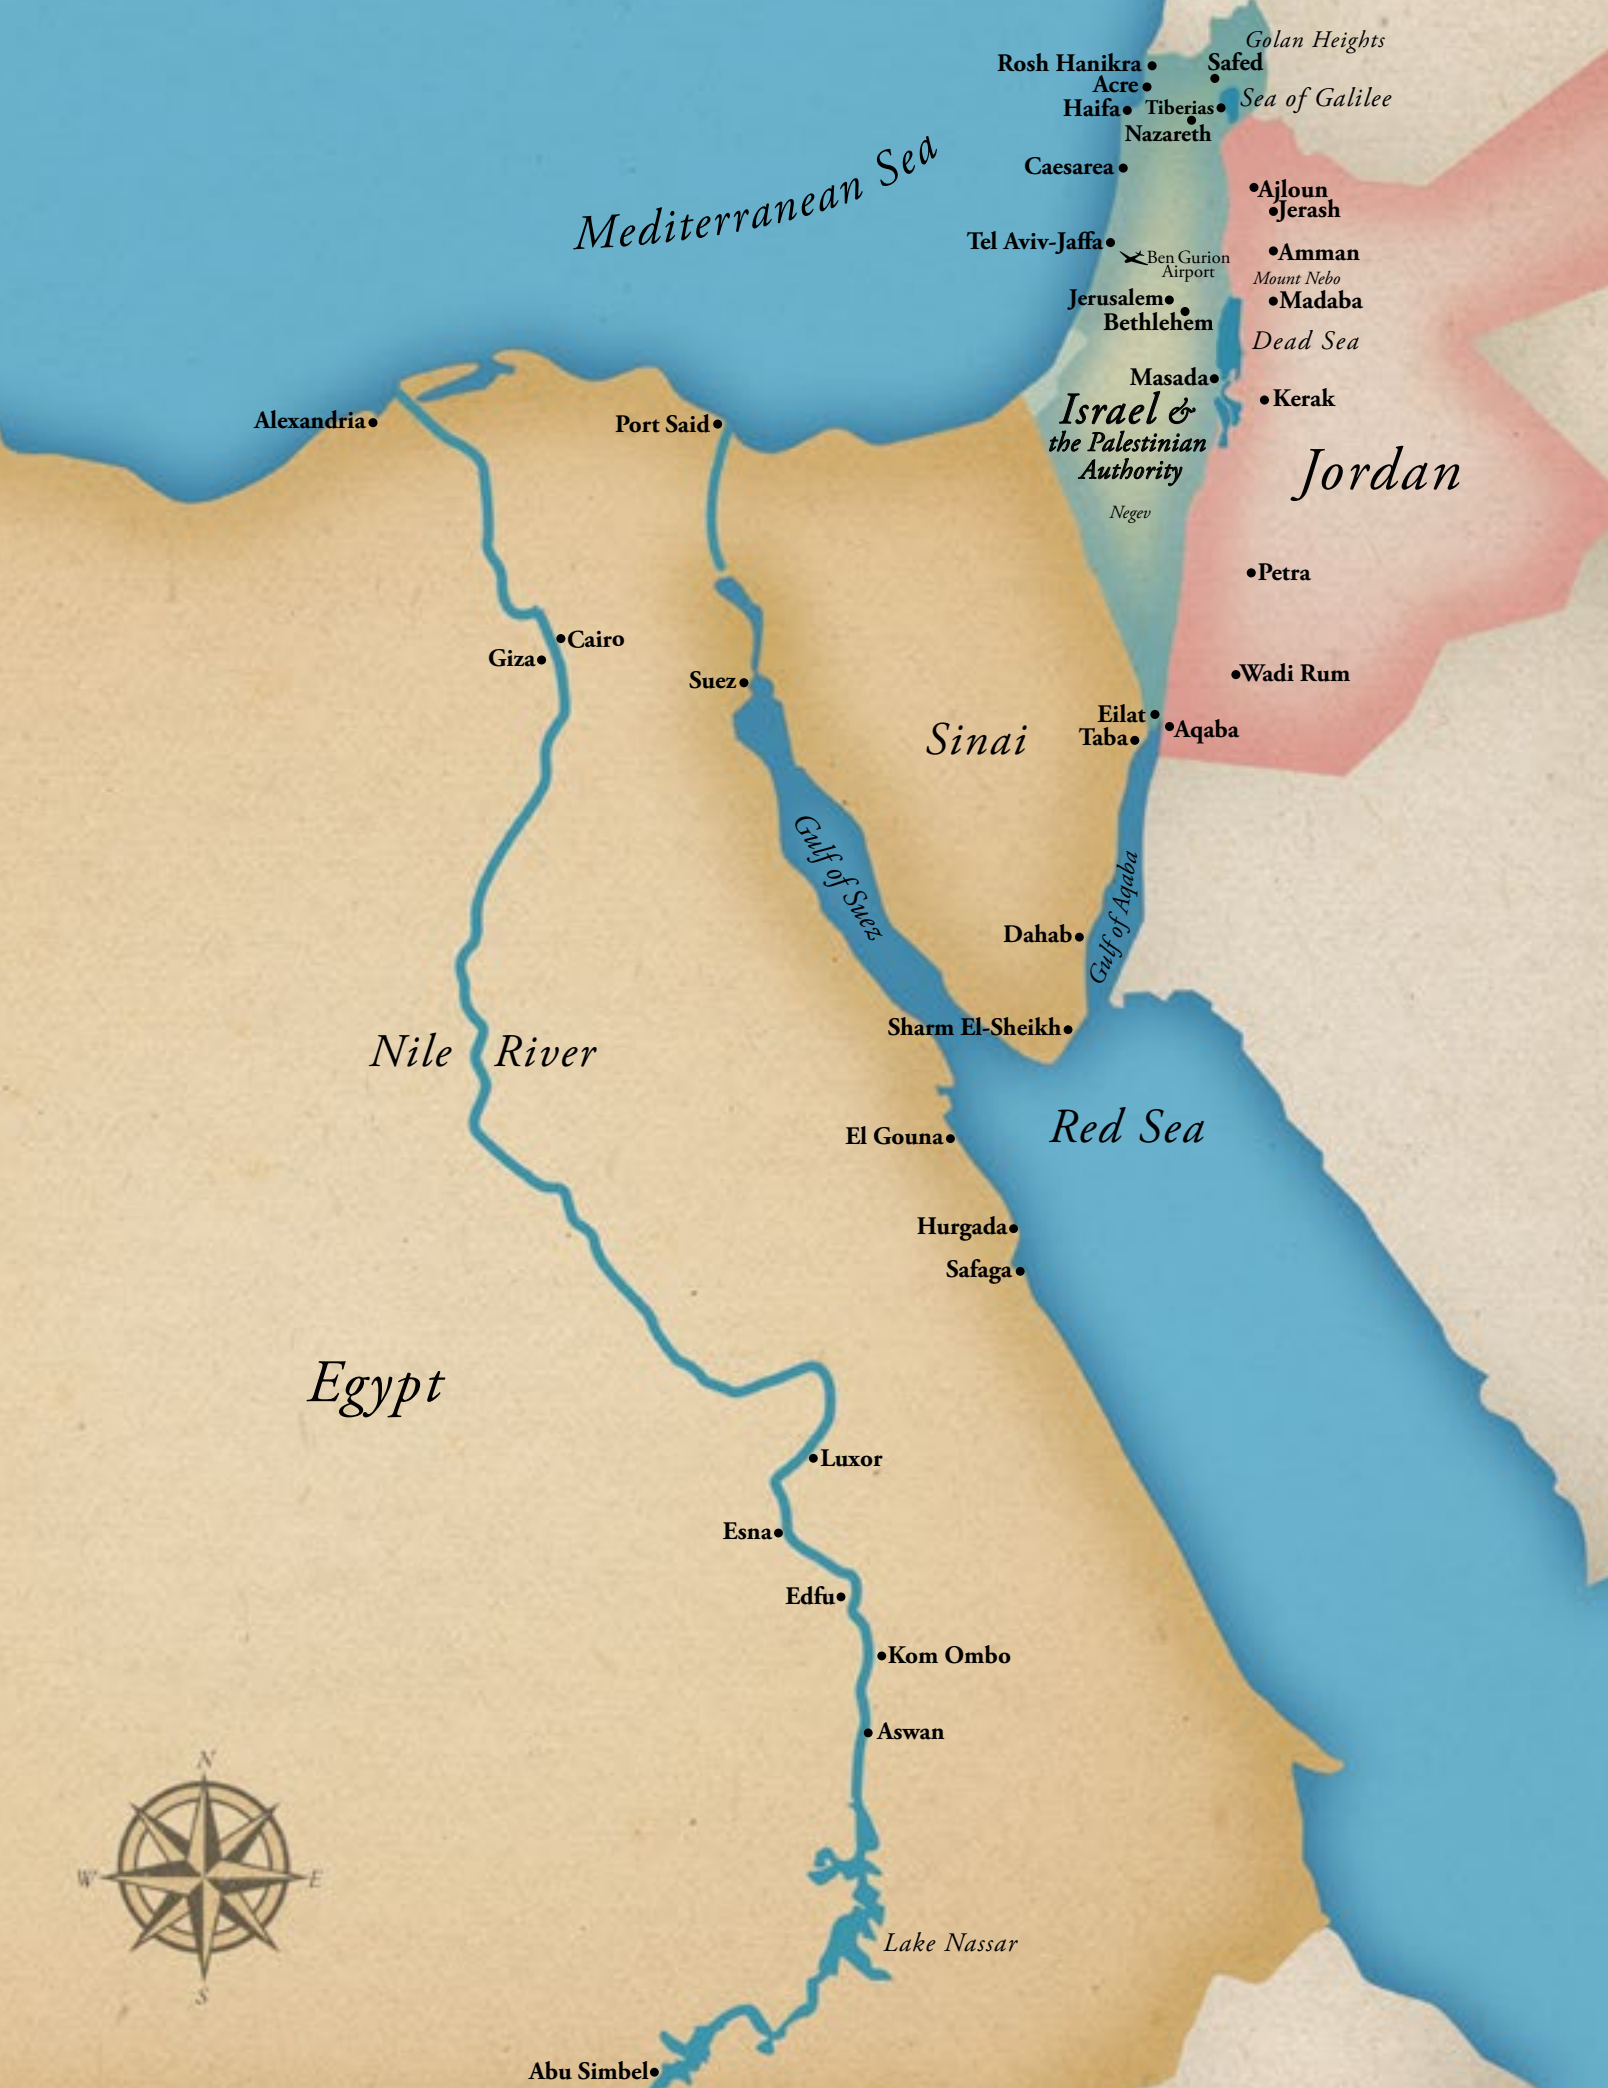 Golan Heights
Rosh Hanikra
Safed
Acre
Sea of Galilee
Haifa
Tiberias
Nazareth
Mediterranean Sea
Caesarea
Ajloun
Jerash
Tel Aviv-Jaffa
Amman
Ben Gurion
Airport
Mount Nebo
Jerusalem
Madaba
Bethlehem
Dead Sea
Masada
Kerak
Israel &
the Palestinian
Authority
Alexandria
Port Said
Jordan
Negev
Petra
Cairo
Giza
Wadi Rum
Suez
Eilat
Aqaba
Sinai
Taba
Gulf of Suez
Gulf of Aqaba
Dahab
Sharm El-Sheikh
Nile River
Red Sea
El Gouna
Hurgada
Safaga
Egypt
Luxor
Esna
Edfu
Kom Ombo
Aswan
N
W
E
S
Lake Nassar
Abu Simbel